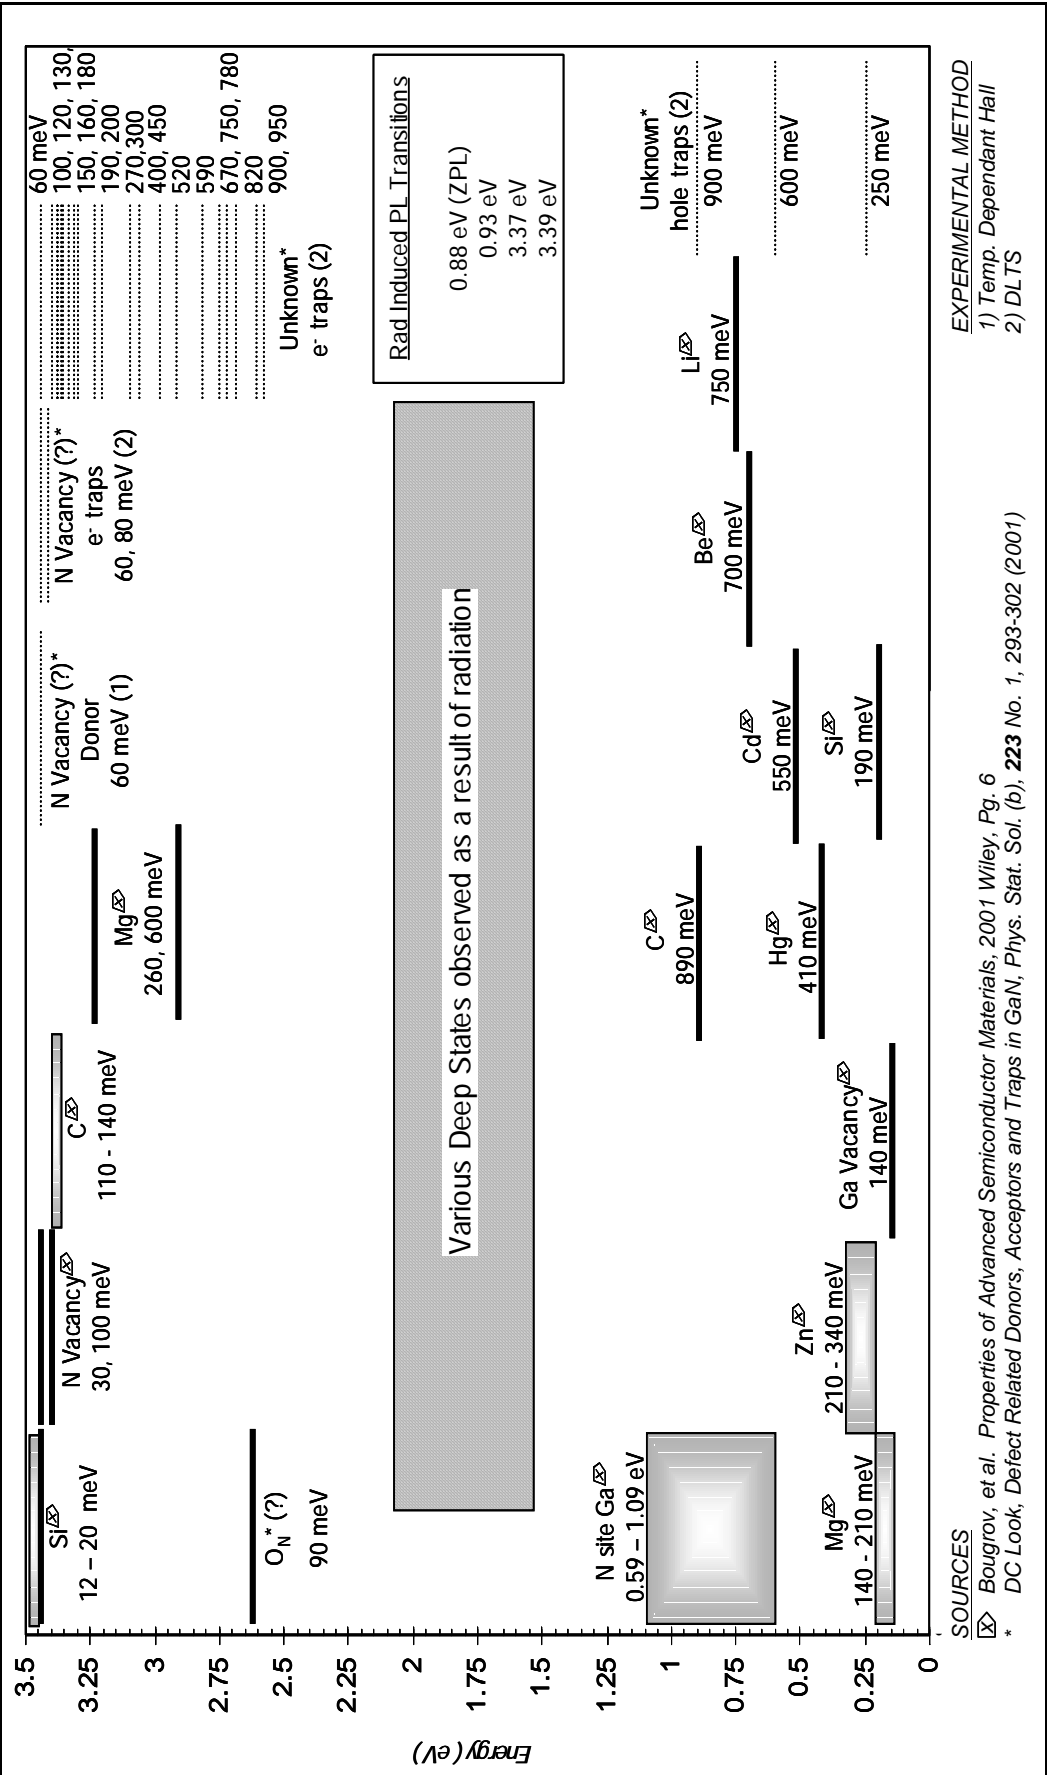 Energy (eV)
3.5
3.25
3
2.75
2.5
2.25
2
1.75
1.5
1.25
1
0.75
0.5
0.25
0
Si
12 – 20 meV
N Vacancy
30, 100 meV
C
110 - 140 meV
Mg
260, 600 meV
N Vacancy (?)*
Donor
60 meV (1)
N Vacancy (?)*
e- traps
60, 80 meV (2)
60 meV
100, 120, 130,
150, 160, 180
190, 200
270,300
400, 450
520
590
670, 750, 780
820
900, 950
Unknown*
e- traps (2)
ON* (?)
90 meV
Various Deep States observed as a result of radiation
Rad Induced PL Transitions
0.88 eV (ZPL)
0.93 eV
3.37 eV
3.39 eV
N site Ga
0.59 – 1.09 eV
Mg
140 - 210 meV
Zn
210 - 340 meV
Ga Vacancy
140 meV
C
890 meV
Hg
410 meV
Cd
550 meV
Si
190 meV
Be
700 meV
Li
750 meV
Unknown*
hole traps (2)
900 meV
600 meV
250 meV
SOURCES
Bougrov, et al. Properties of Advanced Semiconductor Materials, 2001 Wiley, Pg. 6
* DC Look, Defect Related Donors, Acceptors and Traps in GaN, Phys. Stat. Sol. (b), 223 No. 1, 293-302 (2001)
EXPERIMENTAL METHOD
1) Temp. Dependant Hall
2) DLTS